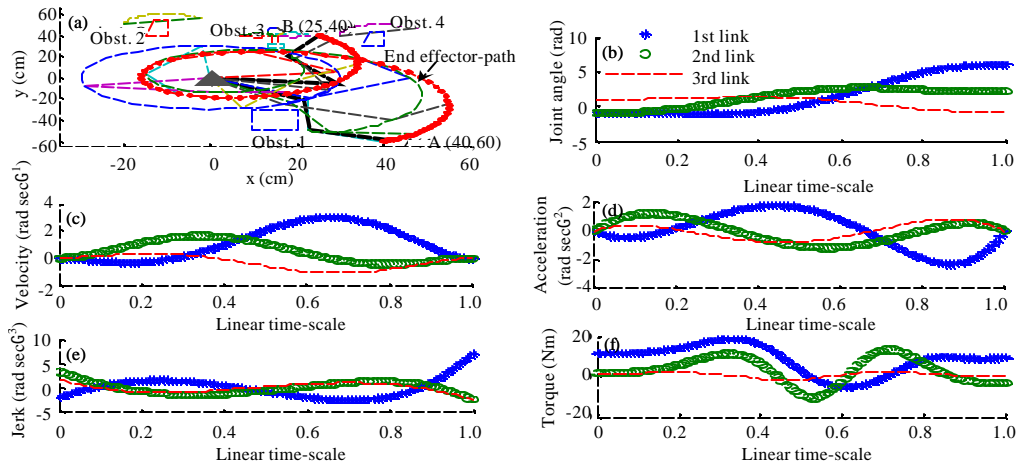 (a)
60
40
20
0
-20
-40
60
y (cm)
Obst. 2
Obst. 3
B (25,40)
Obst. 4
End effector-path
Obst. 1
A (40,60)
-20
0
20
40
60
x (cm)
(b)
1st link
2nd link
3rd link
5
0
-5
Joint angle (rad)
0
0.2
0.4
0.6
0.8
1.0
Linear time-scale
(c)
4
2
0
-2
Velocity (rad secG¹)
0
0.2
0.4
0.6
0.8
1.0
Linear time-scale
(d)
2
0
-2
-4
Acceleration
(rad secG²)
0
0.2
0.4
0.6
0.8
1.0
Linear time-scale
(e)
10
5
0
-5
Jerk (rad secG³)
0
0.2
0.4
0.6
0.8
1.0
Linear time-scale
(f)
20
0
-20
Torque (Nm)
0
0.2
0.4
0.6
0.8
1.0
Linear time-scale